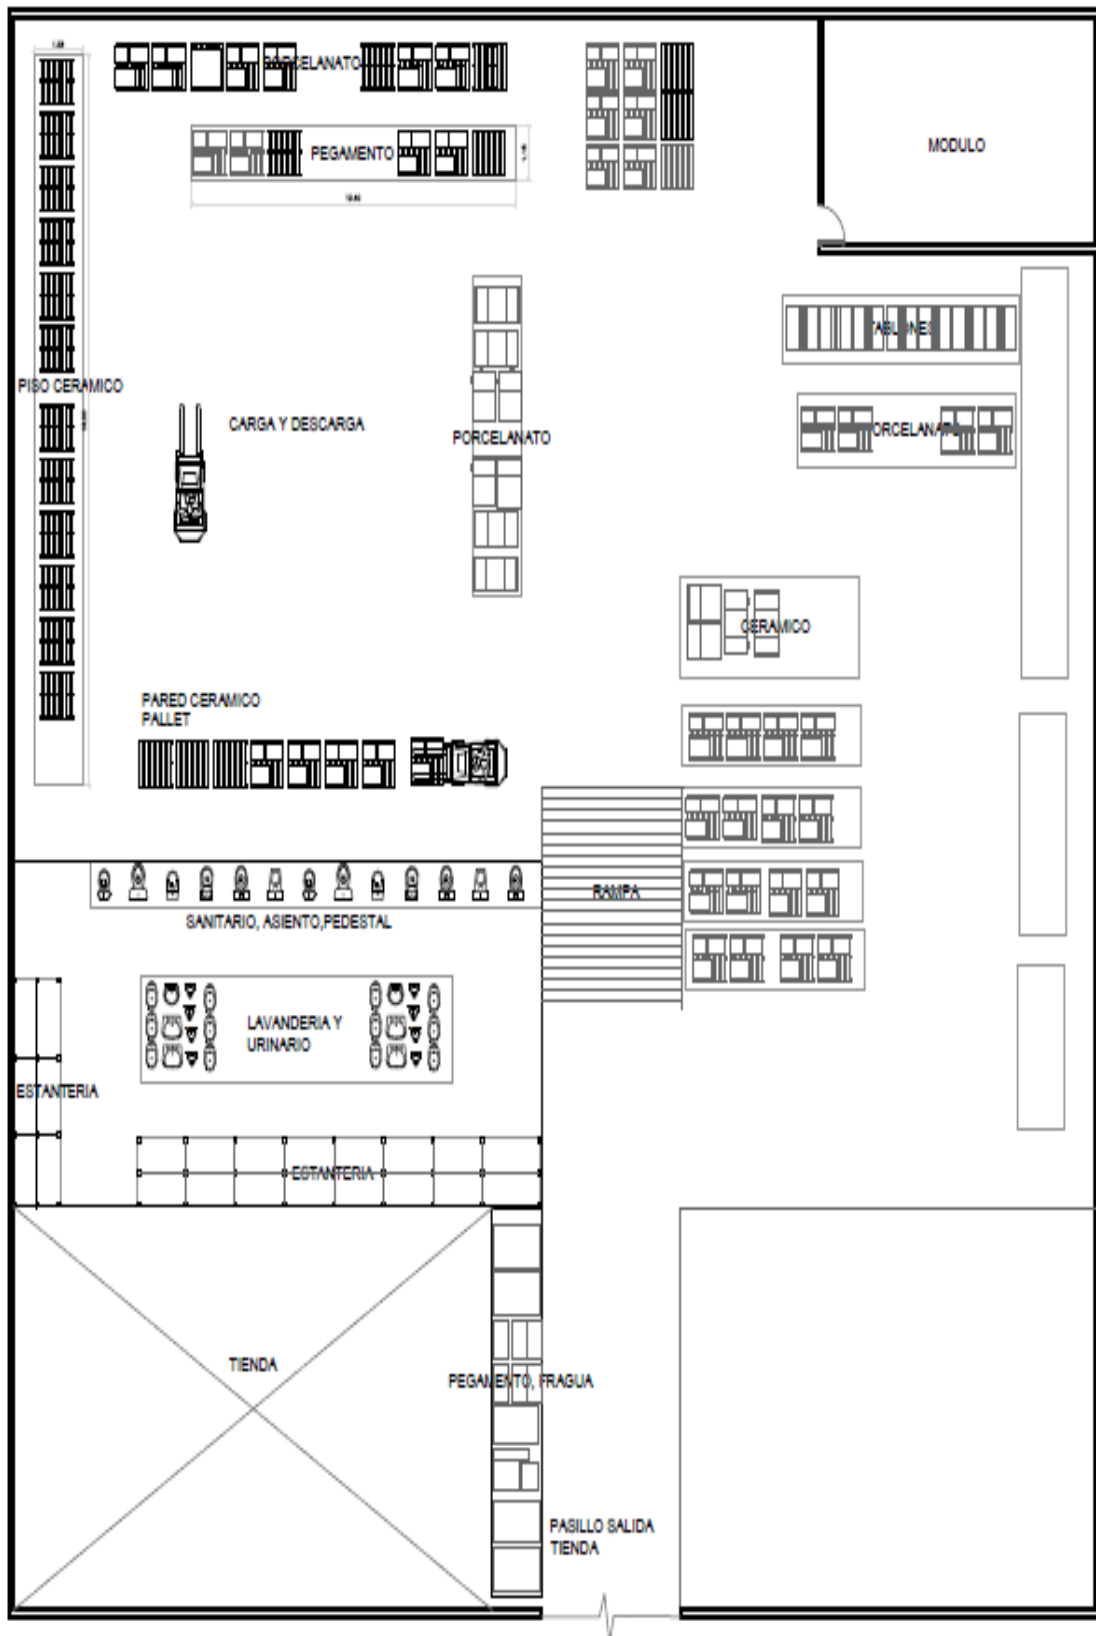 PORCELANATO
PEGAMENTO
MODULO
TABLONES
PISO CERAMICO
CARGA Y DESCARGA
PORCELANATO
PORCELANATO
CERAMICO
PARED CERAMICO
PALLET
RAMPA
SANITARIO, ASIENTO,PEDESTAL
LAVANDERIA Y
URINARIO
ESTANTERIA
ESTANTERIA
TIENDA
PEGAMENTO, FRAGUA
PASILLO SALIDA
TIENDA